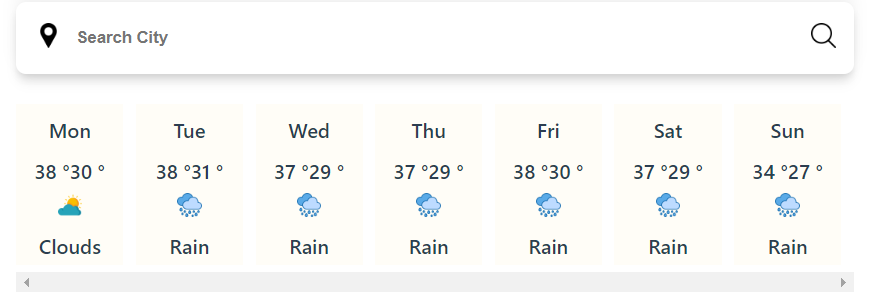 Search City
Mon Tue Wed Thu Fri Sat Sun
38 °30 ° 38 °31 ° 37 °29 ° 37 °29 ° 38 °30 ° 37 °29 ° 34 °27 °
Clouds Rain Rain Rain Rain Rain Rain